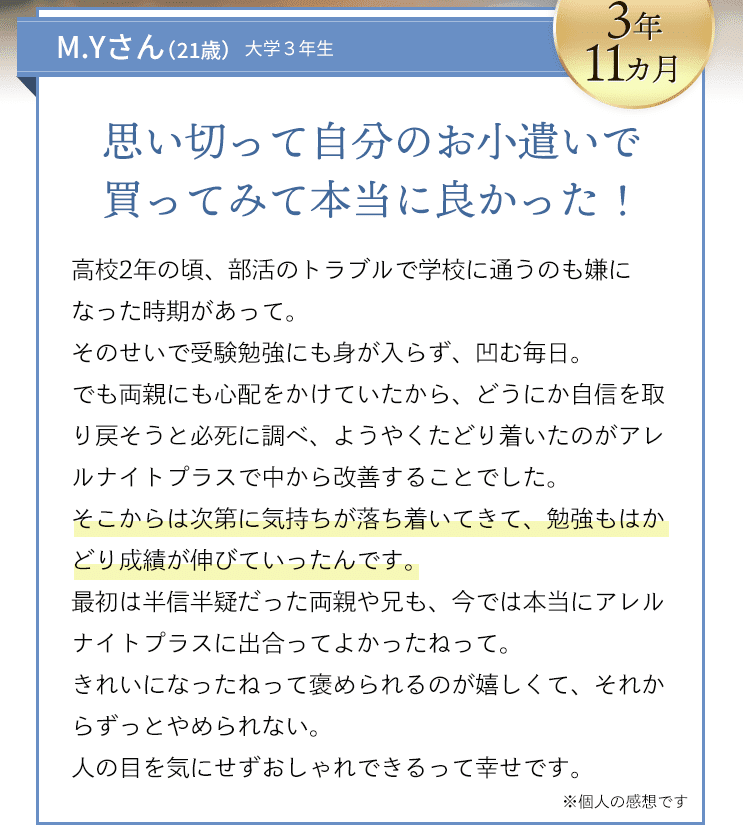 3年
11カ月
M.Yさん(21歳) 大学３年生
思い切って自分のお小遣いで
買ってみて本当に良かった！
高校2年の頃、部活のトラブルで学校に通うのも嫌に
なった時期があって。
そのせいで受験勉強にも身が入らず、凹む毎日。
でも両親にも心配をかけていたから、どうにか自信を取
り戻そうと必死に調べ、ようやくたどり着いたのがアレ
ルナイトプラスで中から改善することでした。
そこからは次第に気持ちが落ち着いてきて、勉強もはか
どり成績が伸びていったんです。
最初は半信半疑だった両親や兄も、今では本当にアレル
ナイトプラスに出合ってよかったねって。
きれいになったねって褒められるのが嬉しくて、それか
らずっとやめられない。
人の目を気にせずおしゃれできるって幸せです。
※個人の感想です